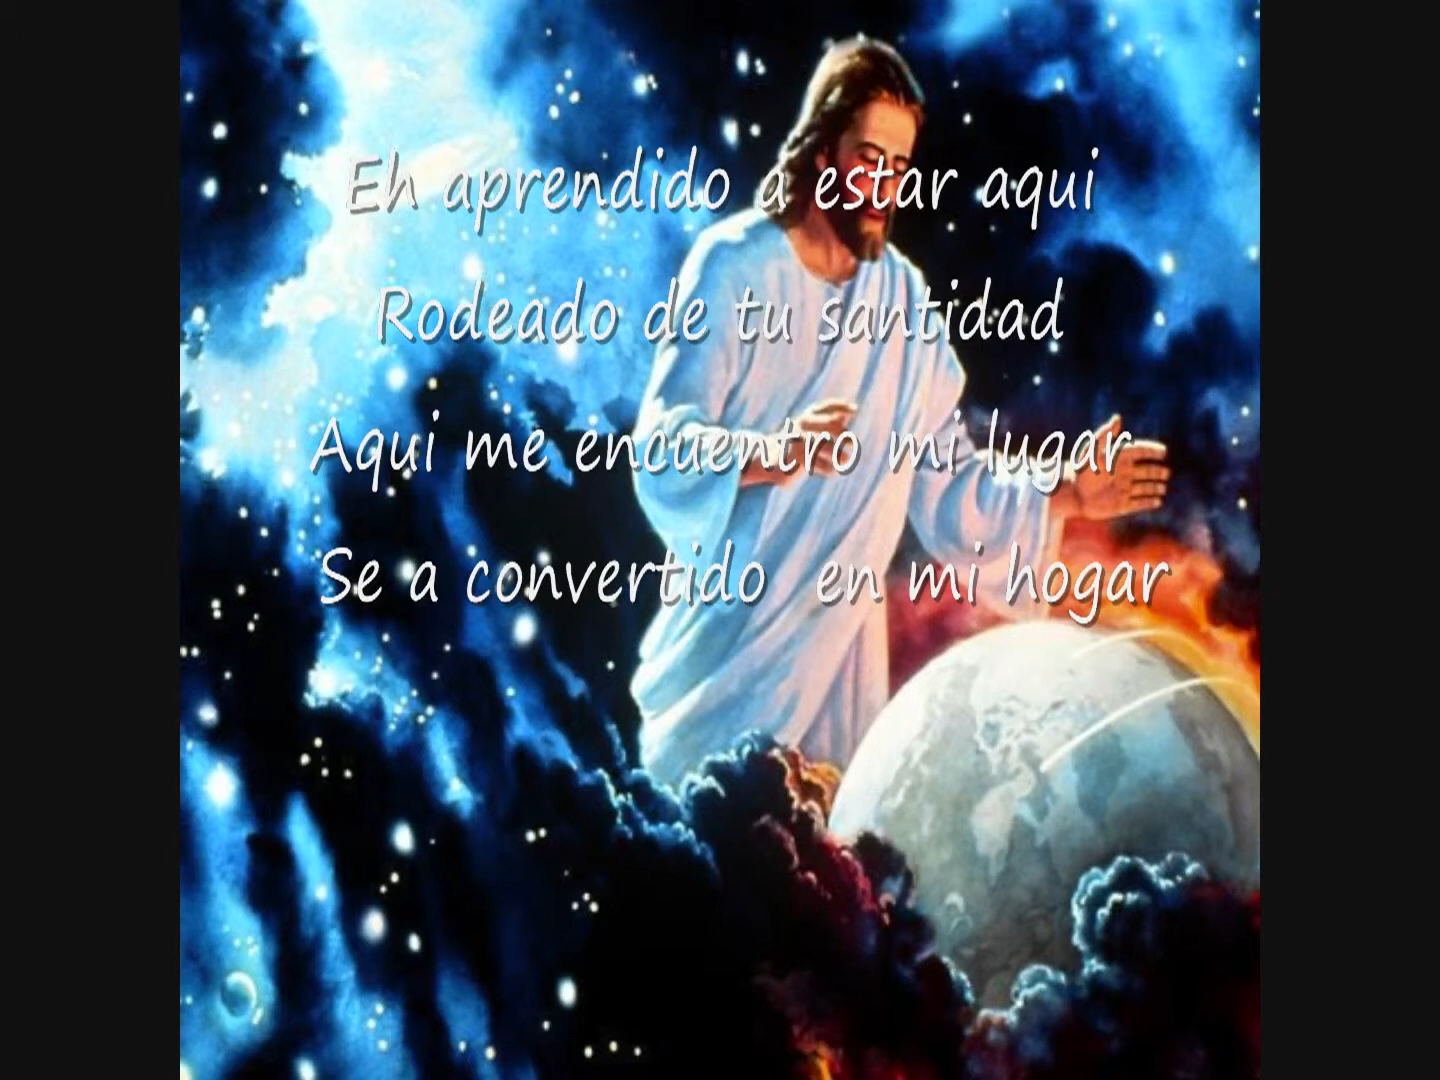 Eh aprendido a estar aqui
Rodeado de tu santidad
Aqui me encuentro mi lugar
Se a convertido en mi hogar